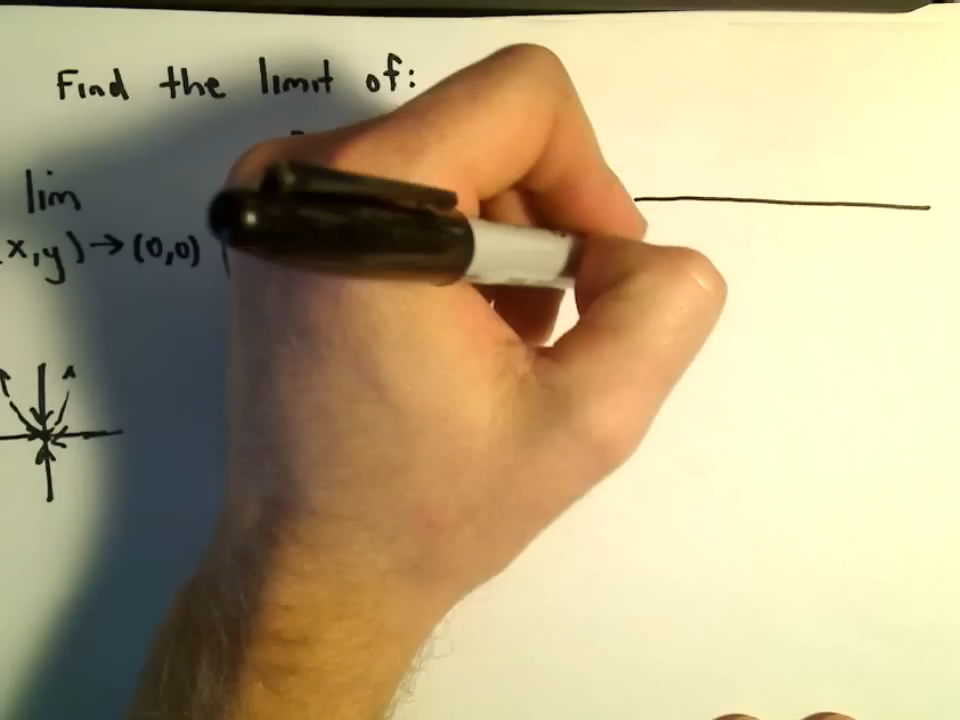 Find the limit of:
lim
x,y)→(0,0)